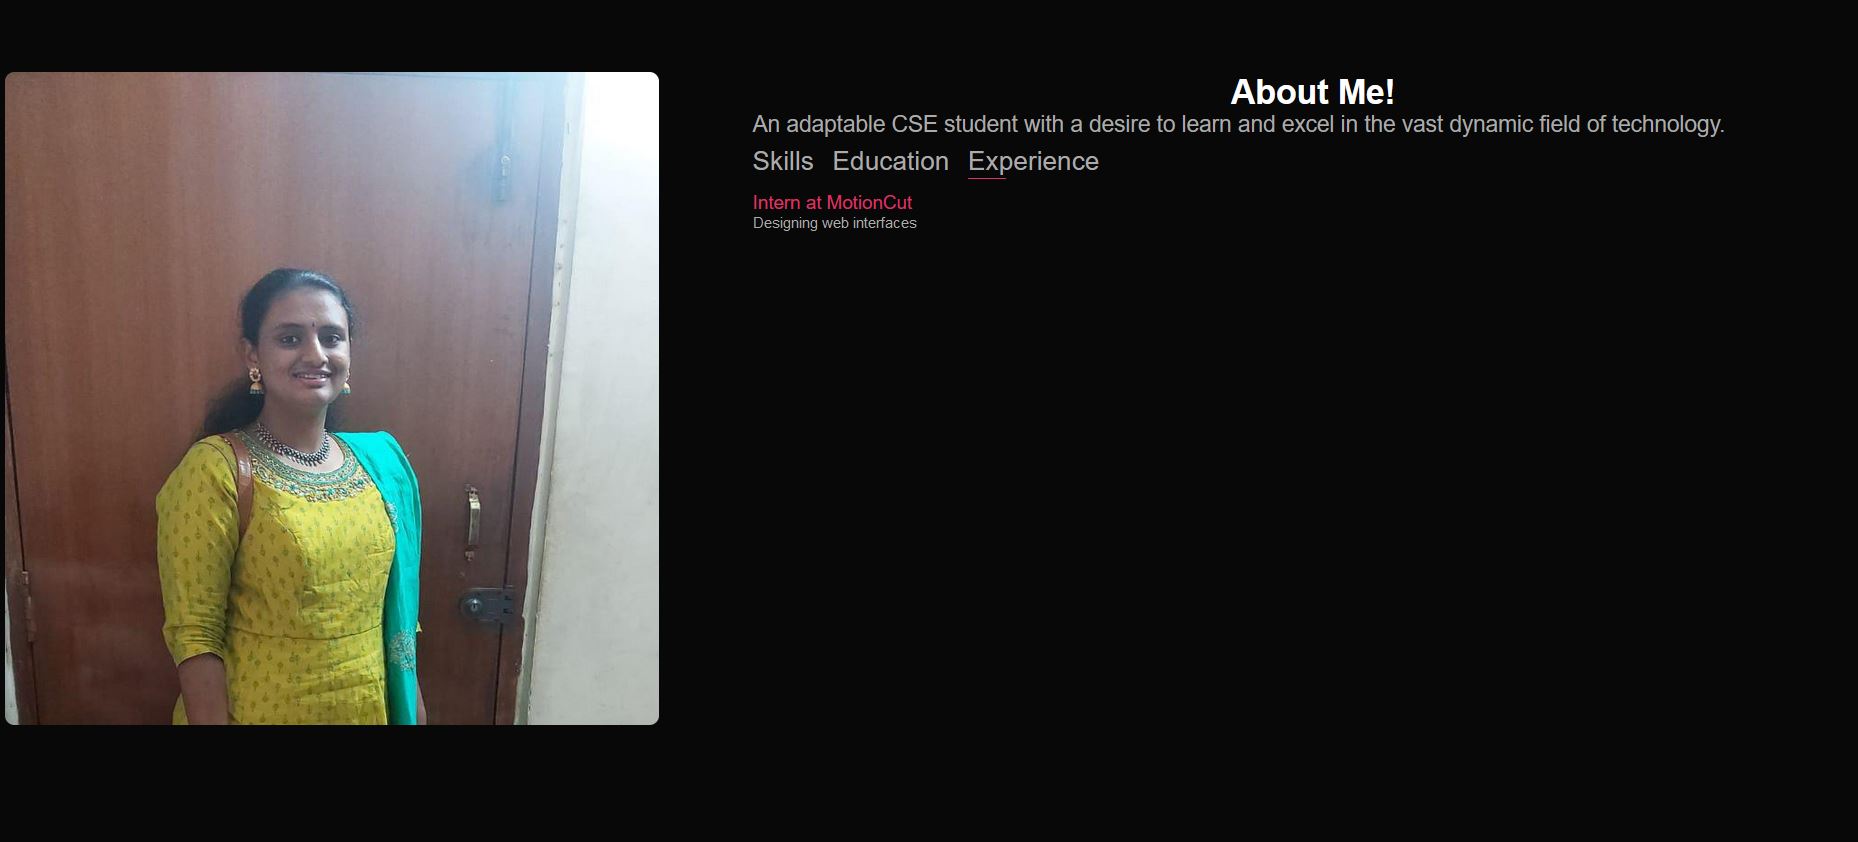 About Me!
An adaptable CSE student with a desire to learn and excel in the vast dynamic field of technology.
Skills Education Experience
Intern at MotionCut
Designing web interfaces